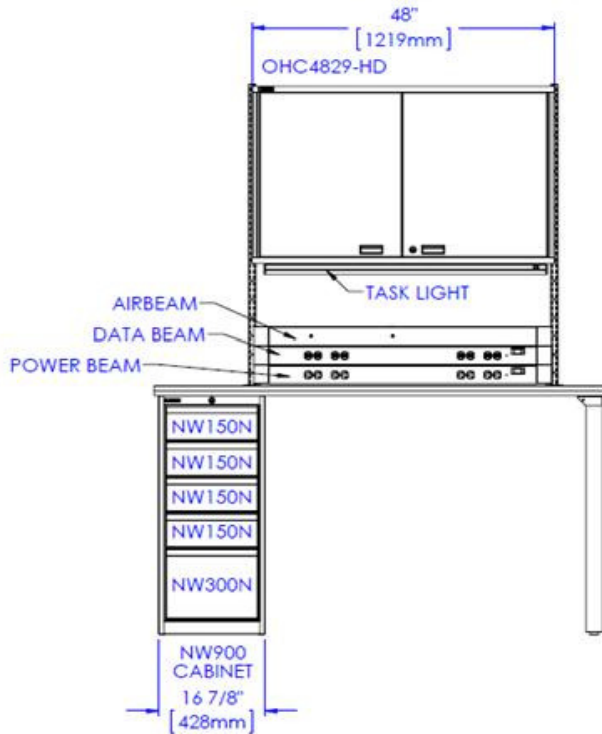 48"
[1219mm]
OHC4829-HD
TASK LIGHT
AIRBEAM
DATA BEAM
POWER BEAM
NW150N
NW150N
NW150N
NW150N
NW300N
NW900
CABINET
16 7/8"
[428mm]